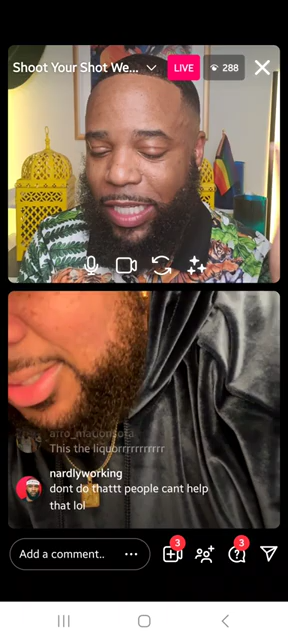 Shoot Your Shot We...
LIVE
288
afro_maconsoza
This the liquorrrrrrrrrrr
nardlyworking
dont do thattt people cant help
that lol
Add a comment..
3
3